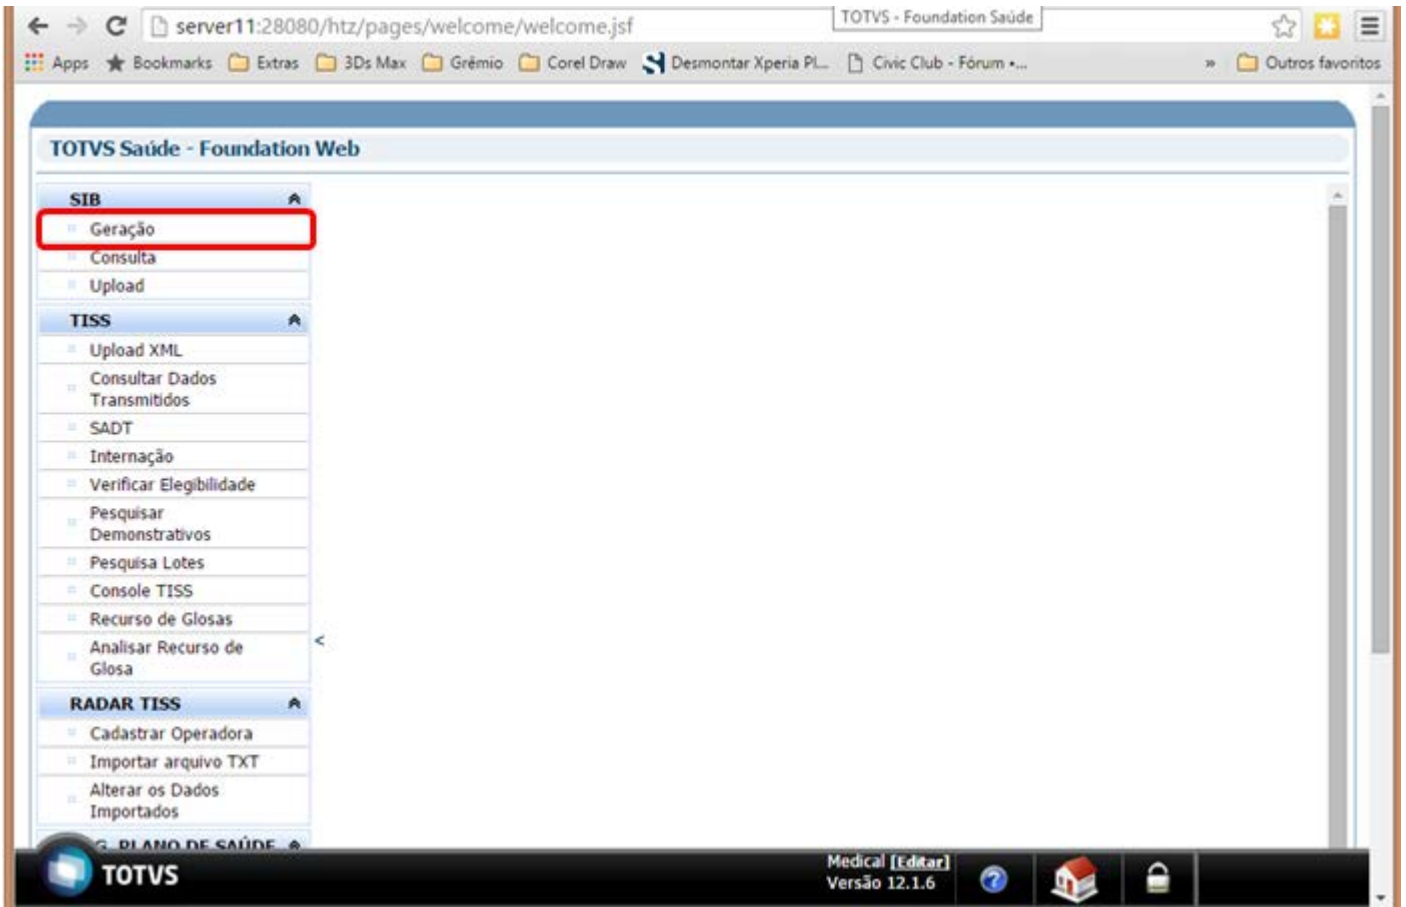 server11:28080/htz/pages/welcome/welcome.jsf
TOTVS - Foundation Saúde
Apps Bookmarks Extras 3Ds Max Grêmio Corel Draw Desmontar Xperia Pl... Civic Club - Fórum •... » Outros favoritos
TOTVS Saúde - Foundation Web
SIB
Geração
Consulta
Upload
TISS
Upload XML
Consultar Dados
Transmitidos
SADT
Internação
Verificar Elegibilidade
Pesquisar
Demonstrativos
Pesquisa Lotes
Console TISS
Recurso de Glosas
Analisar Recurso de
Glosa
<
RADAR TISS
Cadastrar Operadora
Importar arquivo TXT
Alterar os Dados
Importados
G. PLANO DE SAÚDE
TOTVS
Medical [Editar]
Versão 12.1.6
?